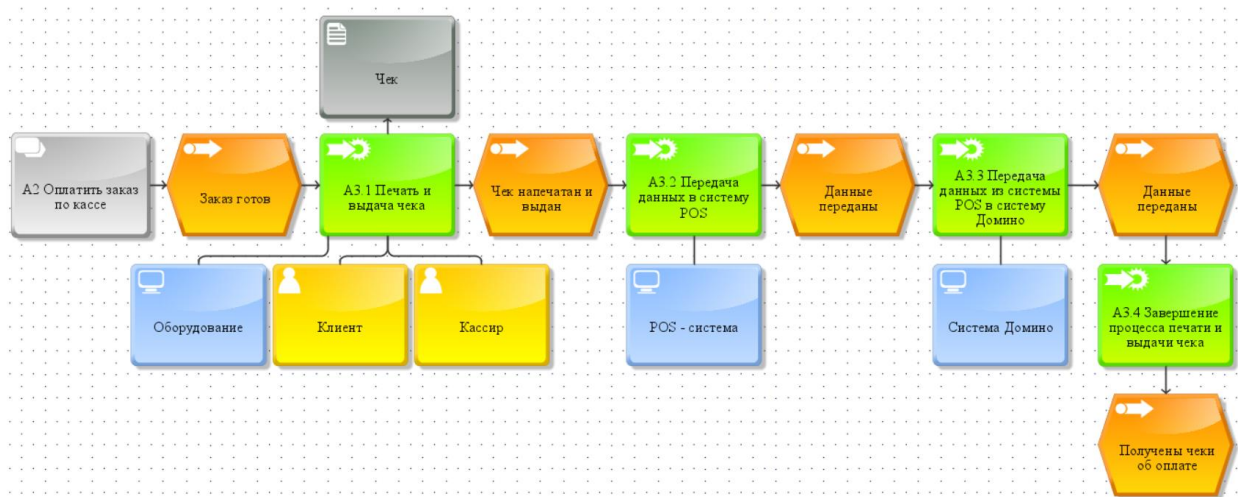 Чек
А2 Оплатить заказ
по кассе
Заказ готов
А3.1 Печать и
выдача чека
Чек напечатан и
выдан
А3.2 Передача
данных в систему
POS
Данные
переданы
А3.3 Передача
данных из системы
POS в систему
Домино
Данные
переданы
Оборудование
Клиент
Кассир
POS - система
Система Домино
А3.4 Завершение
процесса печати и
выдачи чека
Получены чеки
об оплате